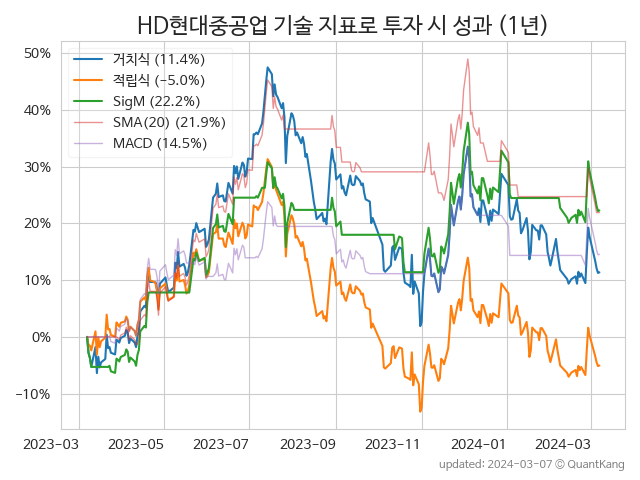 HD현대중공업 기술 지표로 투자 시 성과 (1년)
거치식 (11.4%)
적립식 (−5.0%)
SigM (22.2%)
SMA(20) (21.9%)
MACD (14.5%)
50%
40%
30%
20%
10%
0%
−10%
2023-03 2023-05 2023-07 2023-09 2023-11 2024-01 2024-03
updated: 2024-03-07 © QuantKang